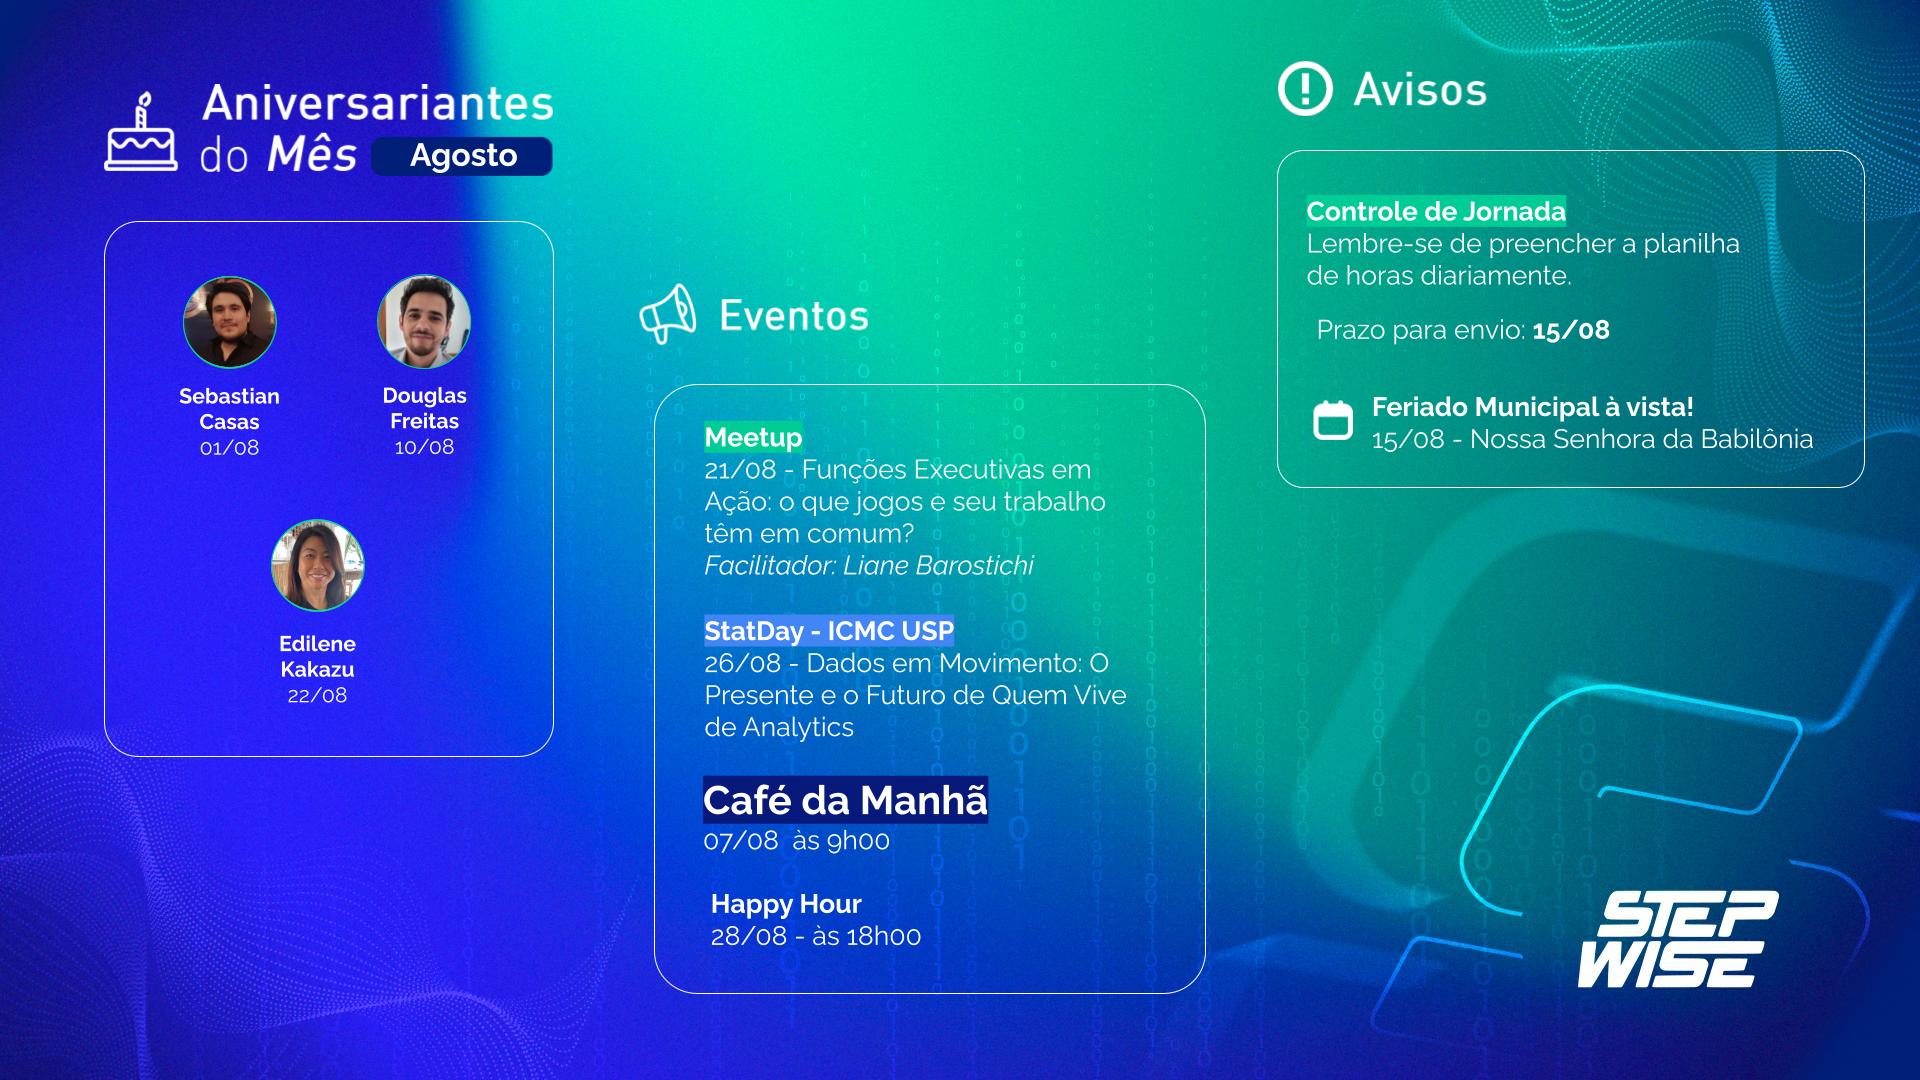 Aniversariantes
do Mês Agosto
Sebastian
Casas
01/08
Douglas
Freitas
10/08
Edilene
Kakazu
22/08
Eventos
Meetup
21/08 - Funções Executivas em
Ação: o que jogos e seu trabalho
têm em comum?
Facilitador: Liane Barostichi
StatDay - ICMC USP
26/08 - Dados em Movimento: O
Presente e o Futuro de Quem Vive
de Analytics
Café da Manhã
07/08 às 9h00
Happy Hour
28/08 - às 18h00
Avisos
Controle de Jornada
Lembre-se de preencher a planilha
de horas diariamente.
Prazo para envio: 15/08
Feriado Municipal à vista!
15/08 - Nossa Senhora da Babilônia
STEP
WISE